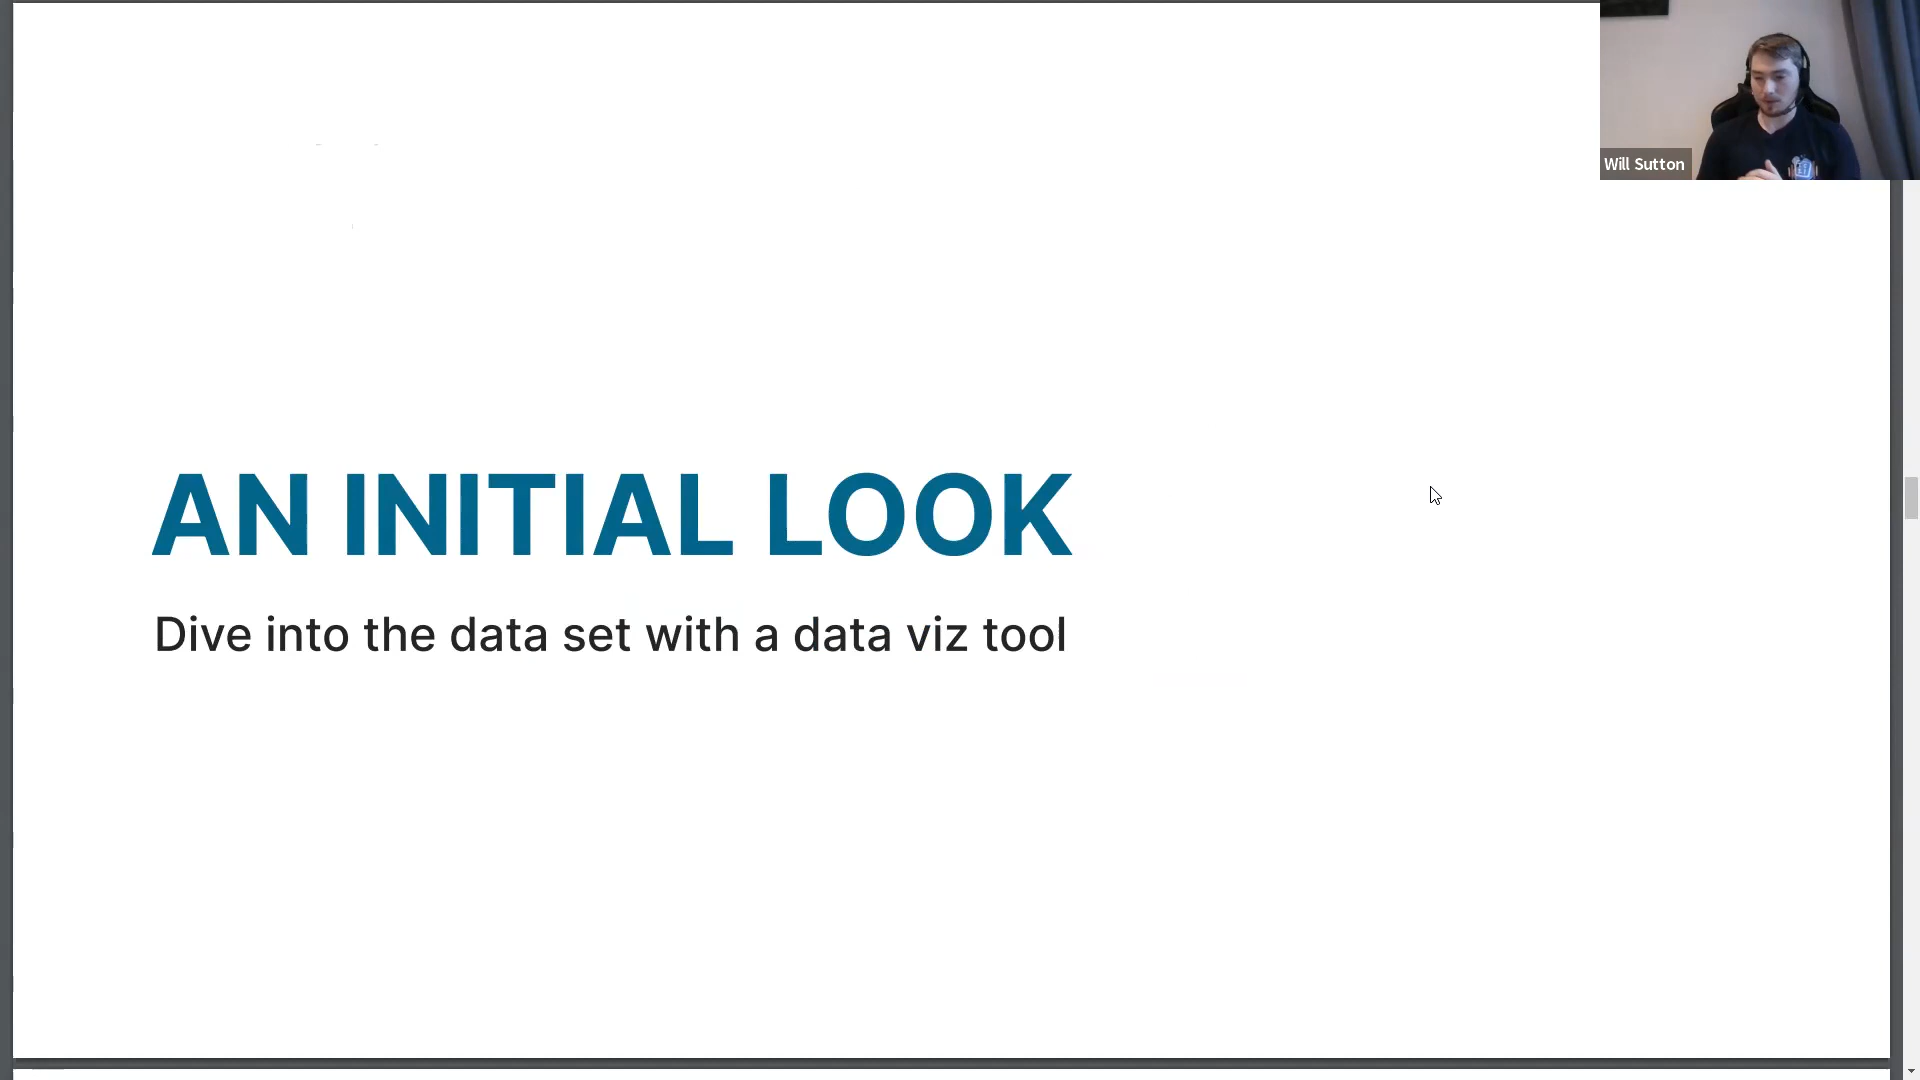 Will Sutton
AN INITIAL LOOK
Dive into the data set with a data viz tool